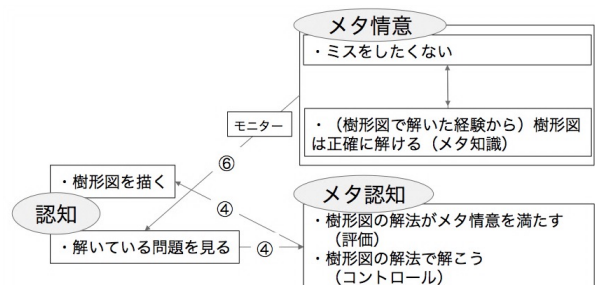 メタ情意
・ミスをしたくない
・（樹形図で解いた経験から）樹形図
は正確に解ける（メタ知識）
モニター
⑥
・樹形図を描く
④
認知
・解いている問題を見る
④
メタ認知
・樹形図の解法がメタ情意を満たす
（評価）
・樹形図の解法で解こう
（コントロール）